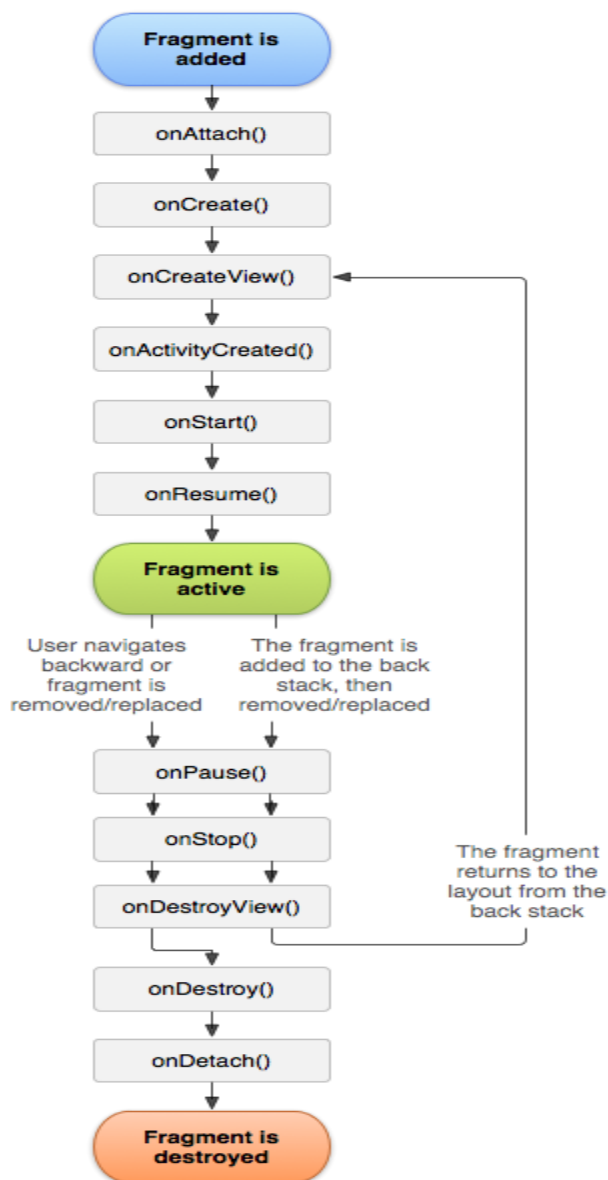 Fragment is
added
onAttach()
onCreate()
onCreateView()
onActivityCreated()
onStart()
onResume()
Fragment is
active
User navigates
backward or
fragment is
removed/replaced
The fragment is
added to the back
stack, then
removed/replaced
onPause()
onStop()
onDestroyView()
The fragment
returns to the
layout from the
back stack
onDestroy()
onDetach()
Fragment is
destroyed